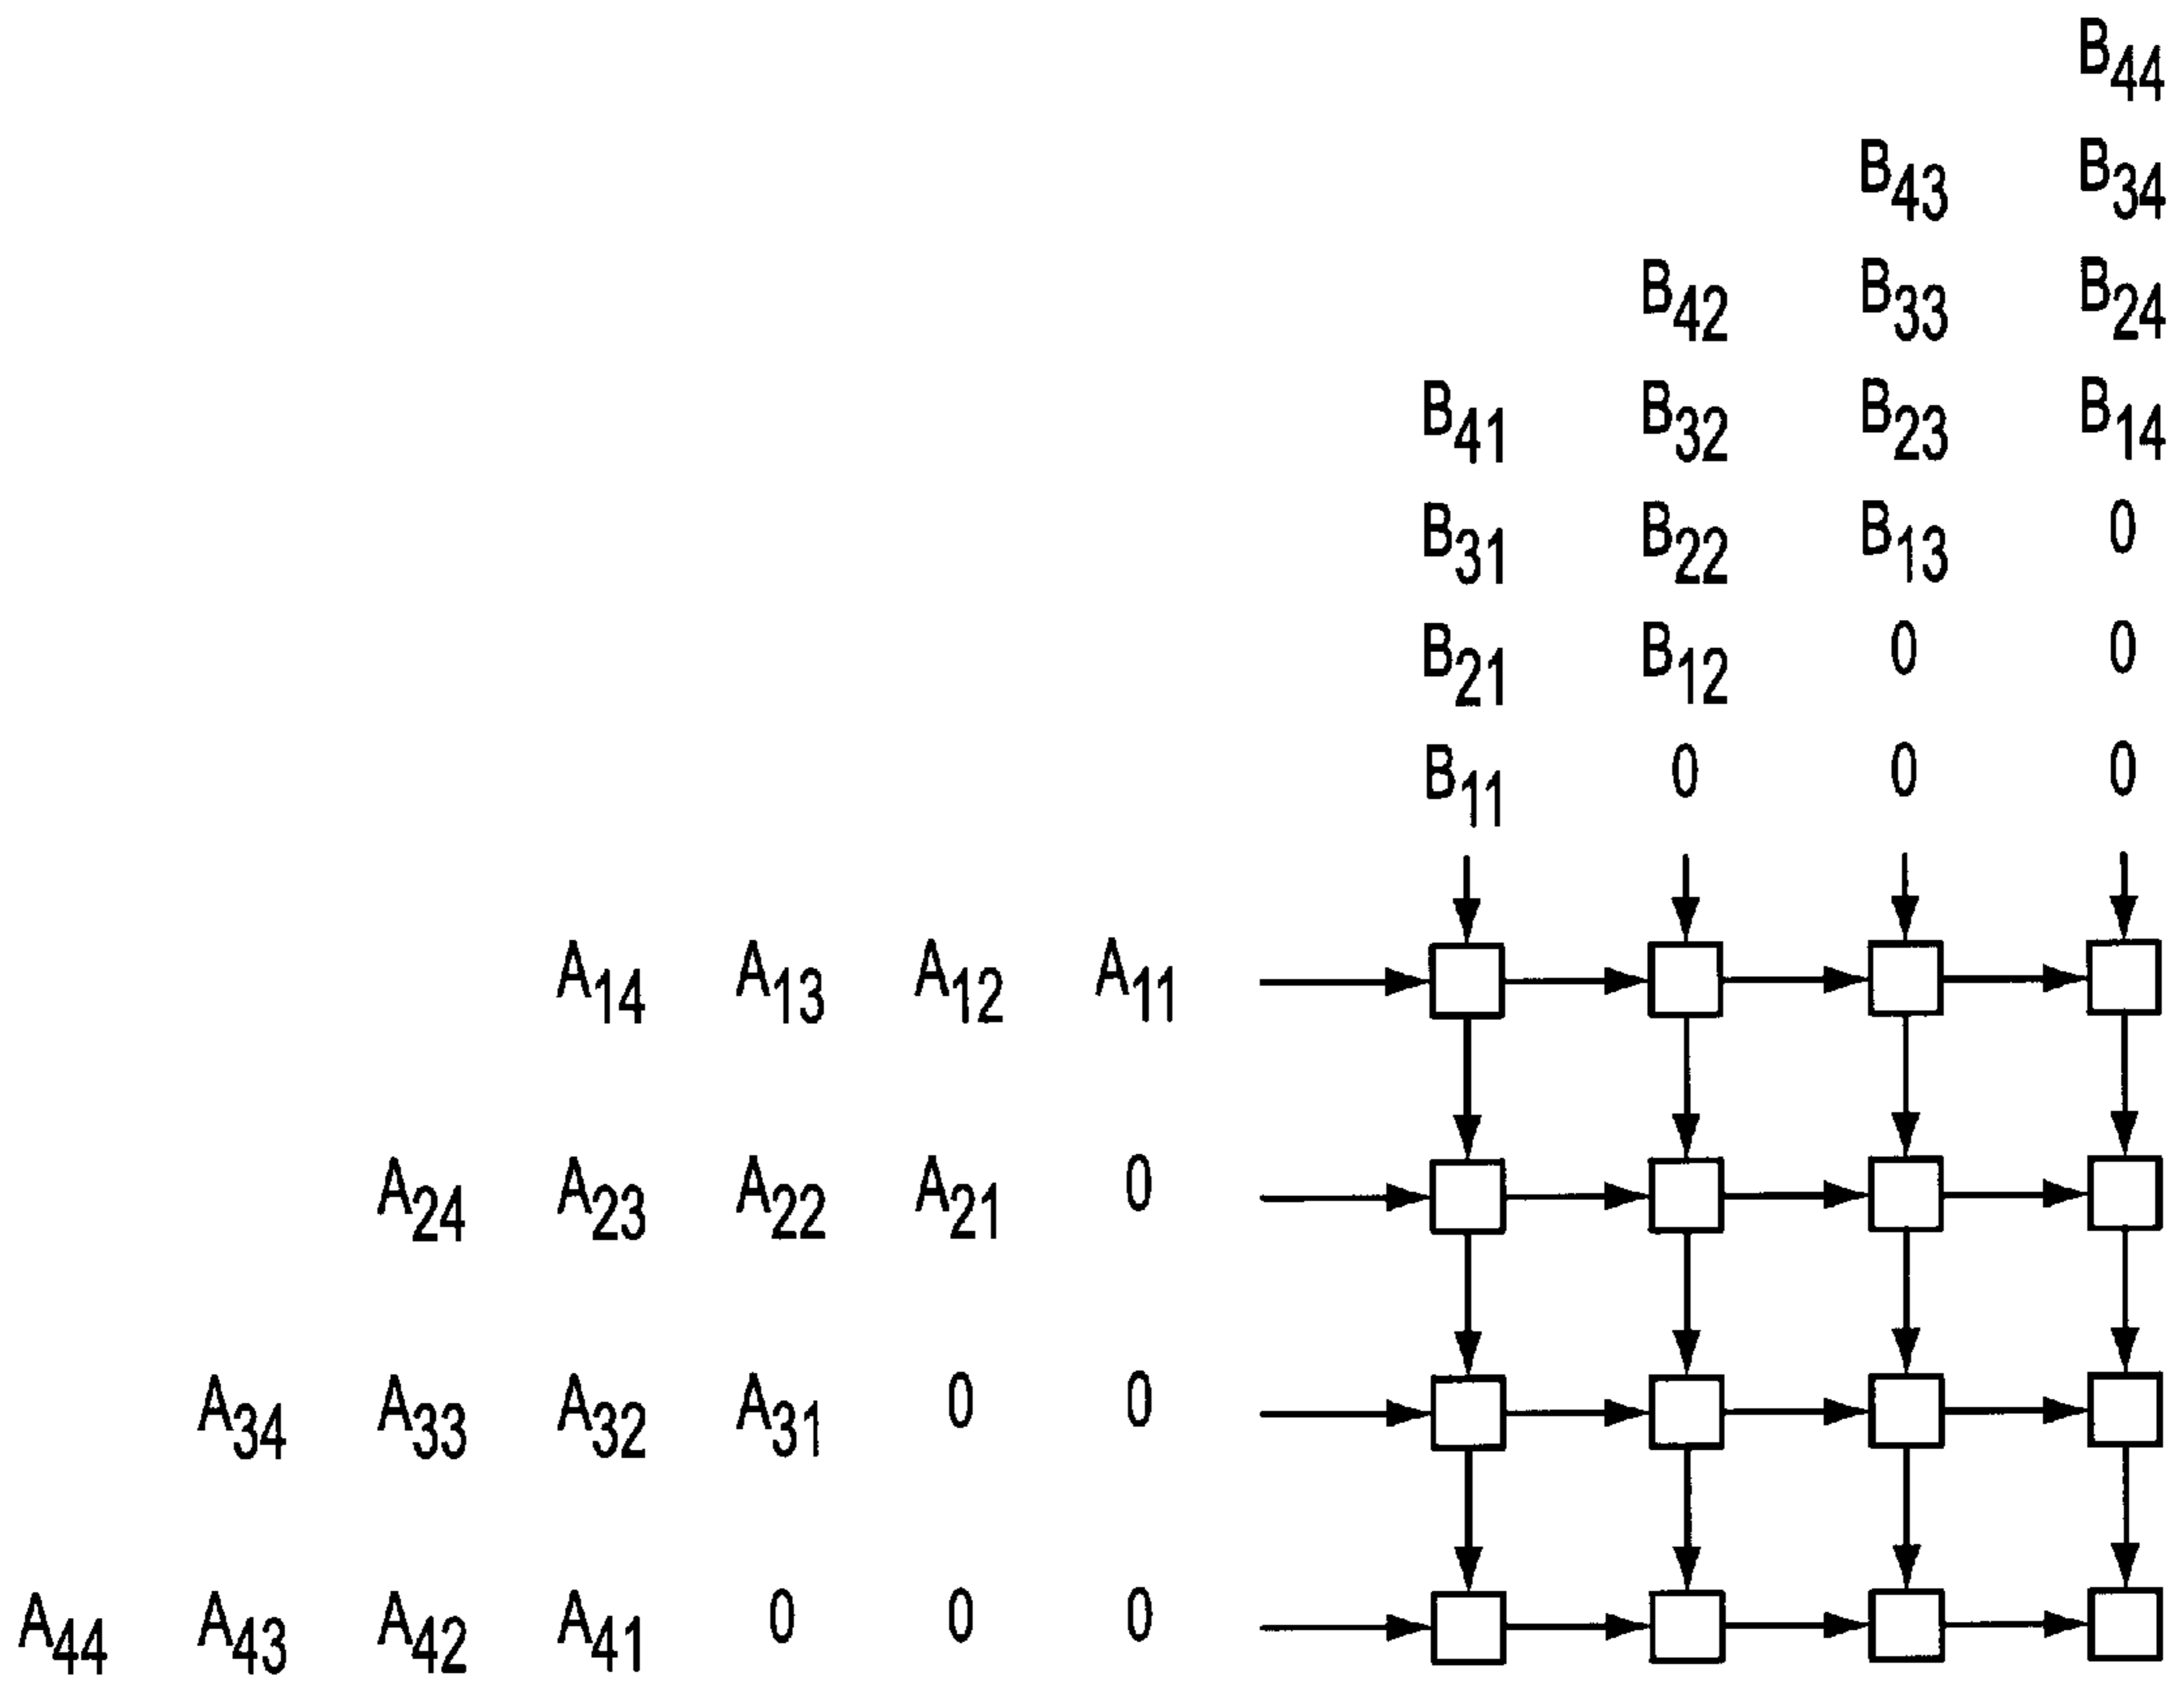 B44
B43 B34
B42 B33 B24
B41 B32 B23 B14
B31 B22 B13 0
B21 B12 0 0
B11 0 0 0
A14 A13 A12 A11
A24 A23 A22 A21 0
A34 A33 A32 A31 0 0
A44 A43 A42 A41 0 0 0